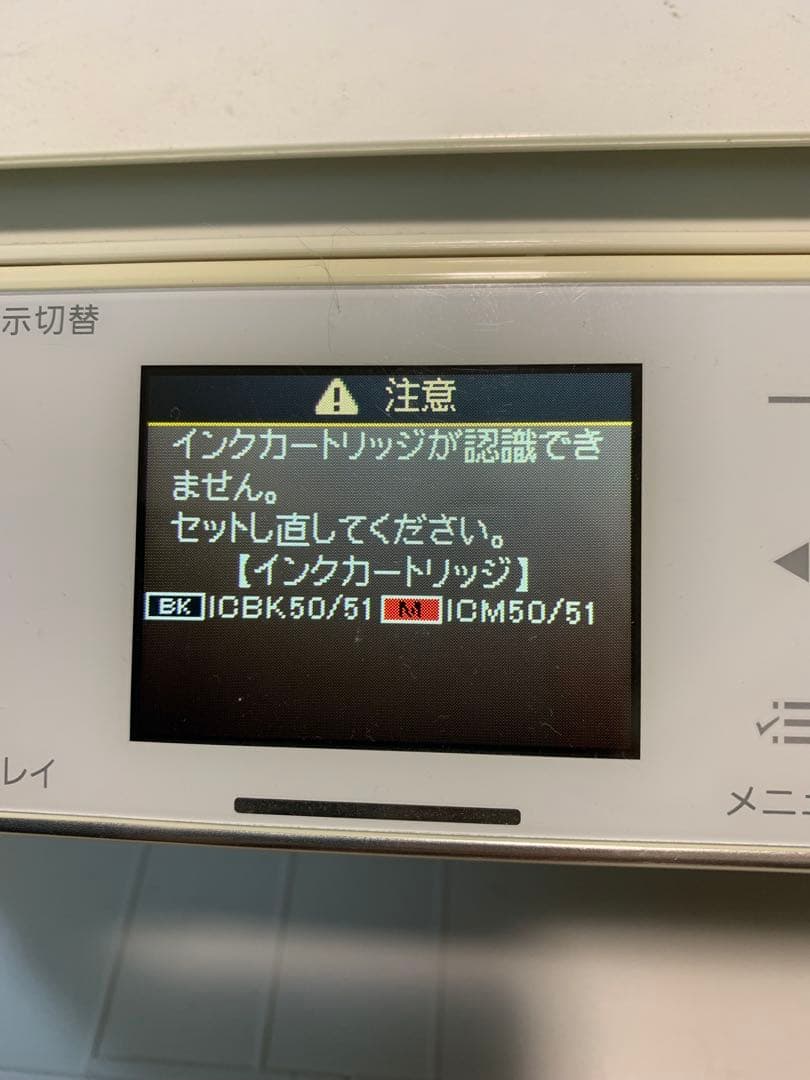 示切替
注意
インクカートリッジが認識でき
ません。
セットし直してください。
【インクカートリッジ】
BK ICBK50/51 M ICM50/51
レイ
メニュ